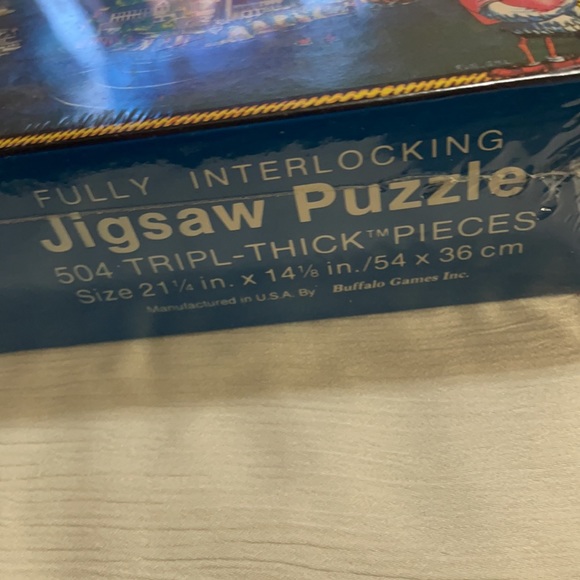 FULLY INTERLOCKING
Jigsaw Puzzle
504 TRIPL-THICK™ PIECES
Size 21¼ in. x 14⅛ in./54 x 36 cm
Manufactured in U.S.A. By Buffalo Games Inc.